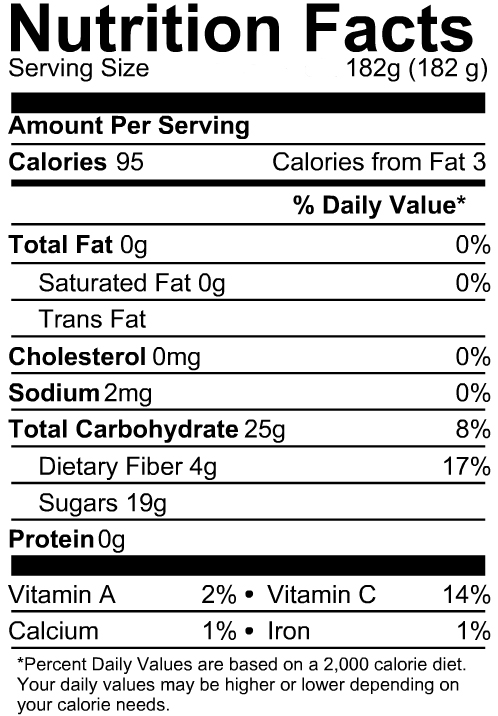 Nutrition Facts
Serving Size 182g (182 g)
Amount Per Serving
Calories 95 Calories from Fat 3
% Daily Value*
Total Fat 0g 0%
Saturated Fat 0g 0%
Trans Fat
Cholesterol 0mg 0%
Sodium 2mg 0%
Total Carbohydrate 25g 8%
Dietary Fiber 4g 17%
Sugars 19g
Protein 0g
Vitamin A 2% • Vitamin C 14%
Calcium 1% • Iron 1%
*Percent Daily Values are based on a 2,000 calorie diet.
Your daily values may be higher or lower depending on
your calorie needs.